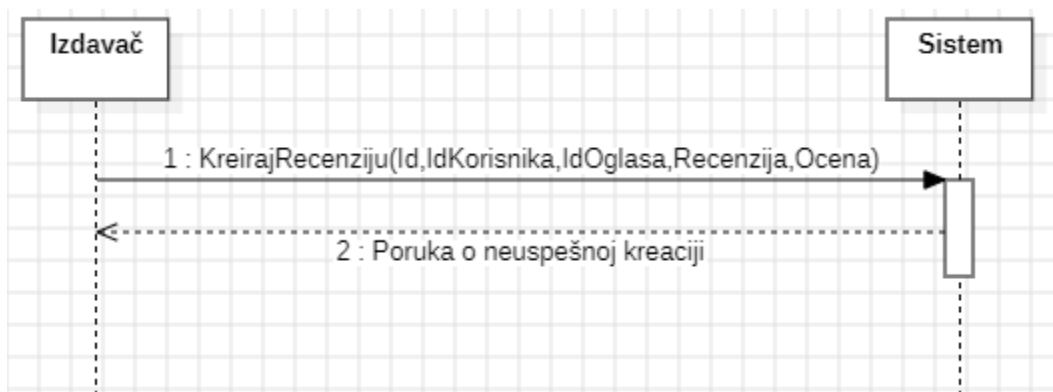 Izdavač
Sistem
1 : KreirajRecenziju(Id,IdKorisnika,IdOglasa,Recenzija,Ocena)
2 : Poruka o neuspešnoj kreaciji